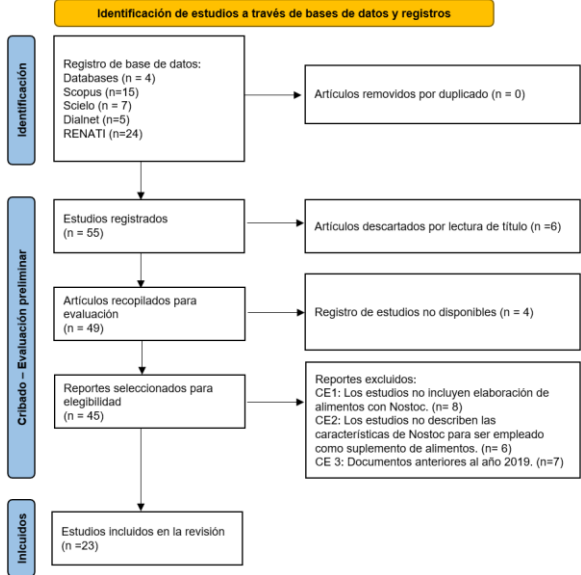 Identificación de estudios a través de bases de datos y registros
Identificación
Registro de base de datos:
Databases (n = 4)
Scopus (n=15)
Scielo (n = 7)
Dialnet (n=5)
RENATI (n=24)
Artículos removidos por duplicado (n = 0)
Cribado – Evaluación preliminar
Estudios registrados
(n = 55)
Artículos descartados por lectura de título (n =6)
Artículos recopilados para
evaluación
(n = 49)
Registro de estudios no disponibles (n = 4)
Reportes seleccionados para
elegibilidad
(n = 45)
Reportes excluidos:
CE1: Los estudios no incluyen elaboración de
alimentos con Nostoc. (n= 8)
CE2: Los estudios no describen las
características de Nostoc para ser empleado
como suplemento de alimentos. (n= 6)
CE 3: Documentos anteriores al año 2019. (n=7)
Inlcuidos
Estudios incluidos en la revisión
(n =23)